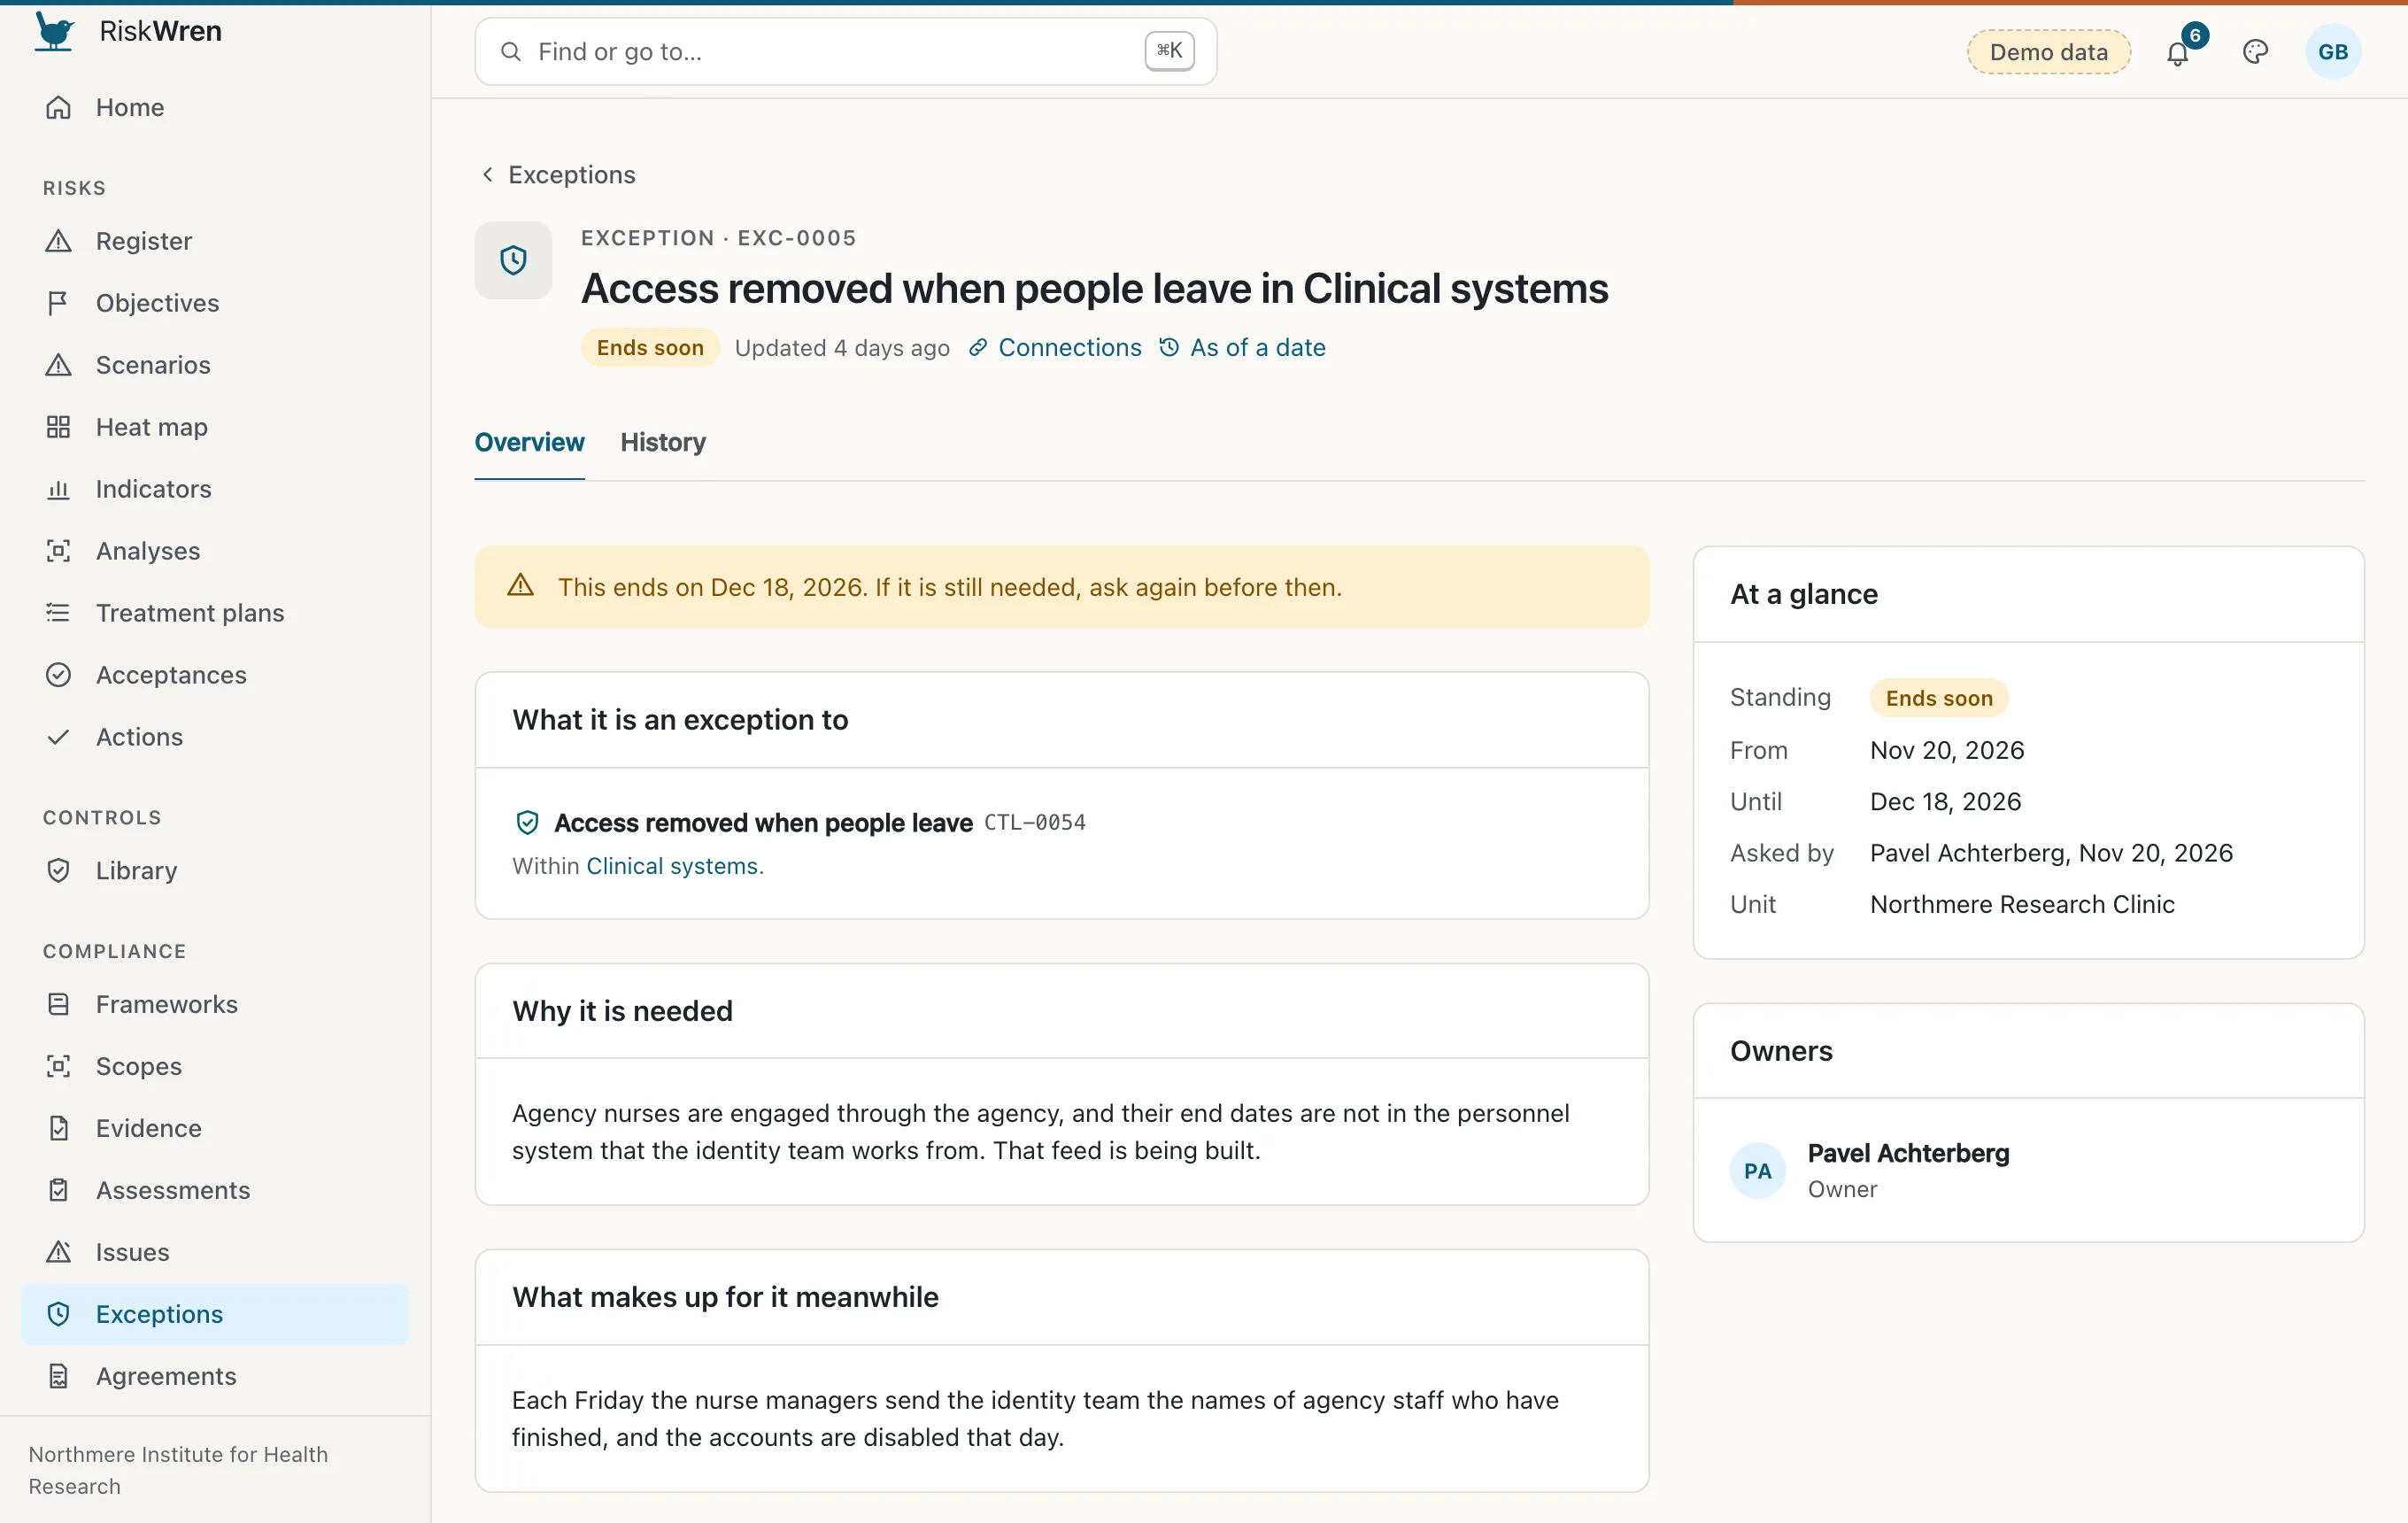 RiskWren
Find or go to...
⌘K
Demo data
6
GB
Home
RISKS
Register
Objectives
Scenarios
Heat map
Indicators
Analyses
Treatment plans
Acceptances
Actions
CONTROLS
Library
COMPLIANCE
Frameworks
Scopes
Evidence
Assessments
Issues
Exceptions
Agreements
Northmere Institute for Health
Research
Exceptions
EXCEPTION · EXC-0005
Access removed when people leave in Clinical systems
Ends soon Updated 4 days ago Connections As of a date
Overview History
This ends on Dec 18, 2026. If it is still needed, ask again before then.
What it is an exception to
Access removed when people leave CTL-0054
Within Clinical systems.
Why it is needed
Agency nurses are engaged through the agency, and their end dates are not in the personnel
system that the identity team works from. That feed is being built.
What makes up for it meanwhile
Each Friday the nurse managers send the identity team the names of agency staff who have
finished, and the accounts are disabled that day.
At a glance
Standing Ends soon
From Nov 20, 2026
Until Dec 18, 2026
Asked by Pavel Achterberg, Nov 20, 2026
Unit Northmere Research Clinic
Owners
PA
Pavel Achterberg
Owner